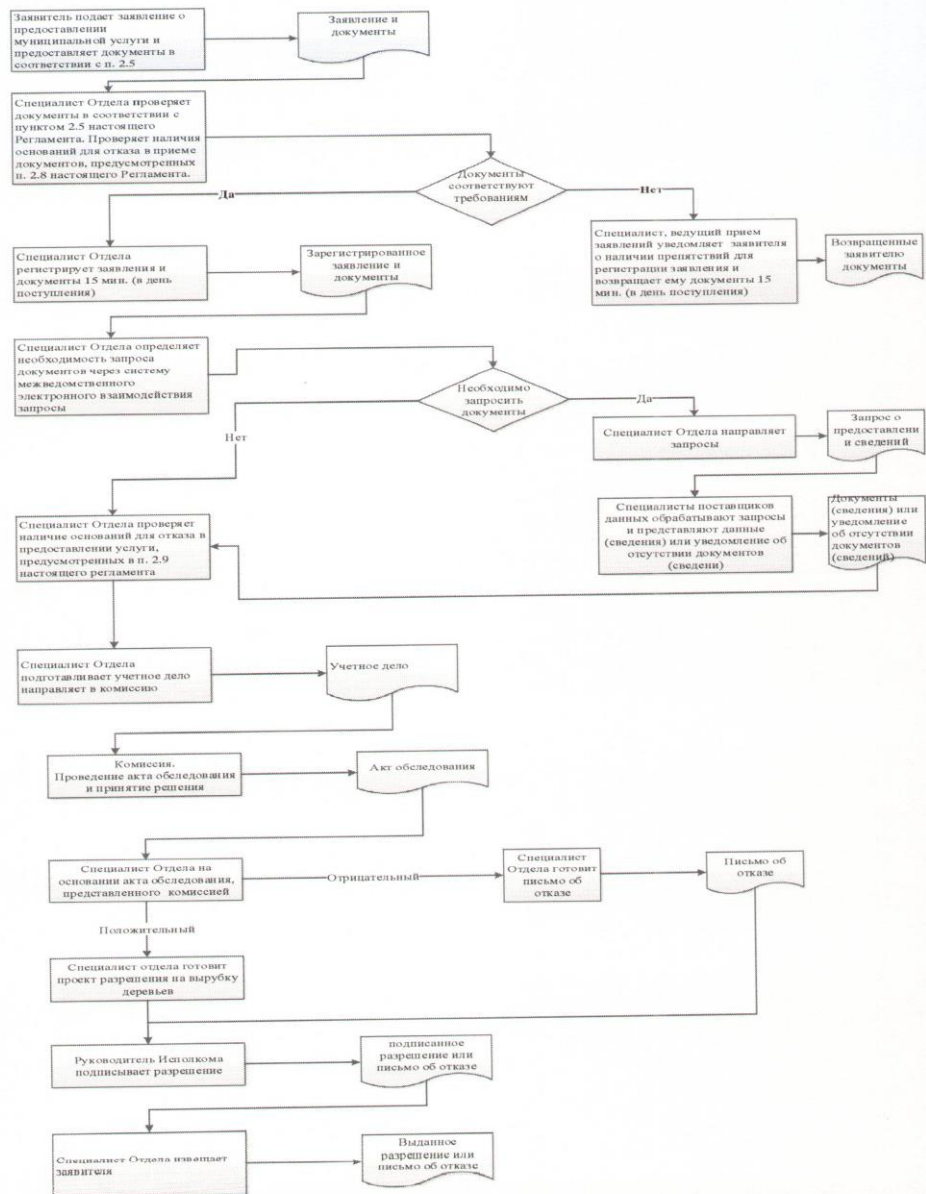 Заявитель подает заявление о
предоставлении
муниципальной услуги и
предоставляет документы в
соответствии с п. 2.5
Заявление и
документы
Специалист Отдела проверяет
документы в соответствии с
пунктом 2.5 настоящего
Регламента. Проверяет наличия
оснований для отказа в приеме
документов, предусмотренных
п. 2.8 настоящего Регламента.
Документы
соответствуют
требованиям
Да
Нет
Специалист Отдела
регистрирует заявления и
документы 15 мин. (в день
поступления)
Зарегистрированное
заявление и
документы
Специалист, ведущий прием
заявлений уведомляет заявителя
о наличии препятствий для
регистрации заявления и
возвращает ему документы 15
мин. (в день поступления)
Возвращенные
заявителю
документы
Специалист Отдела определяет
необходимость запроса
документов через систему
межведомственного
электронного взаимодействия
запросы
Необходимо
запросить
документы
Да
Нет
Специалист Отдела направляет
запросы
Запрос о
предоставлени
и сведений
Специалист Отдела проверяет
наличие оснований для отказа в
предоставлении услуги,
предусмотренных в п. 2.9
настоящего регламента
Специалисты поставщиков
данных обрабатывают запросы
и представляют данные
(сведения) или уведомление об
отсутствии документов
(сведени)
Документы
(сведения) или
уведомление
об отсутствии
документов
(сведений)
Специалист Отдела
подготавливает учетное дело
направляет в комиссию
Учетное дело
Комиссия.
Проведение акта обследования
и принятие решения
Акт обследования
Специалист Отдела на
основании акта обследования,
представленного комиссией
Отрицательный
Специалист
Отдела готовит
письмо об
отказе
Письмо об
отказе
Положительный
Специалист отдела готовит
проект разрешения на вырубку
деревьев
Руководитель Исполкома
подписывает разрешение
подписанное
разрешение или
письмо об отказе
Специалист Отдела извещает
заявителя
Выданное
разрешение или
письмо об отказе